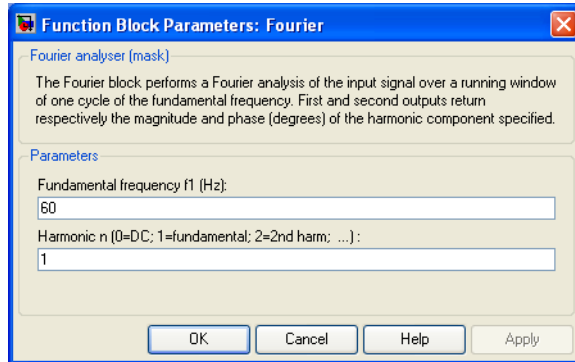 Function Block Parameters: Fourier
Fourier analyser (mask)
The Fourier block performs a Fourier analysis of the input signal over a running window
of one cycle of the fundamental frequency. First and second outputs return
respectively the magnitude and phase (degrees) of the harmonic component specified.
Parameters
Fundamental frequency f1 (Hz):
60
Harmonic n (0=DC; 1=fundamental; 2=2nd harm; ...) :
1
OK Cancel Help Apply